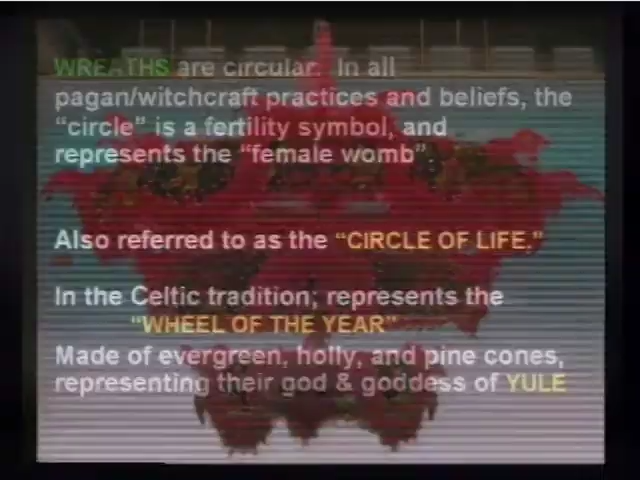 WREATHS are circular. In all
pagan/witchcraft practices and beliefs, the
“circle” is a fertility symbol, and
represents the “female womb”.
Also referred to as the “CIRCLE OF LIFE.”
In the Celtic tradition; represents the
“WHEEL OF THE YEAR”
Made of evergreen, holly, and pine cones,
representing their god & goddess of YULE